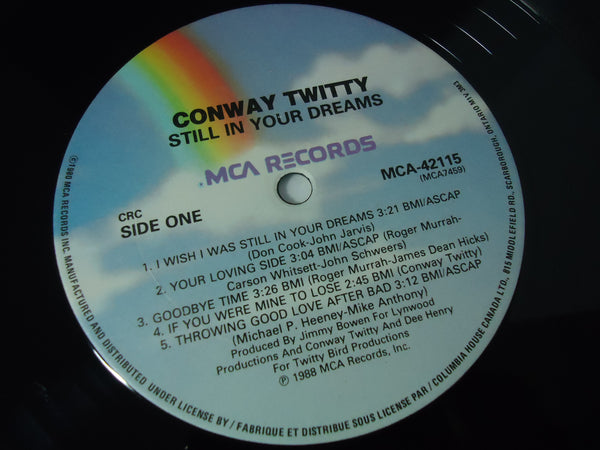 CONWAY TWITTY
STILL IN YOUR DREAMS
MCA RECORDS
MCA-42115
(MCA7459)
CRC
SIDE ONE
1. I WISH I WAS STILL IN YOUR DREAMS 3:21 BMI/ASCAP
(Don Cook-John Jarvis)
2. YOUR LOVING SIDE 3:04 BMI/ASCAP (Roger Murrah-
Carson Whitsett-John Schweers)
3. GOODBYE TIME 3:26 BMI (Roger Murrah-James Dean Hicks)
4. IF YOU WERE MINE TO LOSE 2:45 BMI (Conway Twitty)
5. THROWING GOOD LOVE AFTER BAD 3:12 BMI/ASCAP
(Michael P. Heeney-Mike Anthony)
Produced By Jimmy Bowen For Lynwood
Productions And Conway Twitty And Dee Henry
For Twitty Bird Productions
℗ 1988 MCA Records, Inc.
©1980 MCA RECORDS INC. MANUFACTURED AND DISTRIBUTED UNDER LICENSE BY / FABRIQUE ET DISTRIBUE SOUS LICENSE PAR / COLUMBIA HOUSE CANADA LTD., 815 MIDDLEFIELD RD., SCARBOROUGH, ONTARIO M1V 3M3